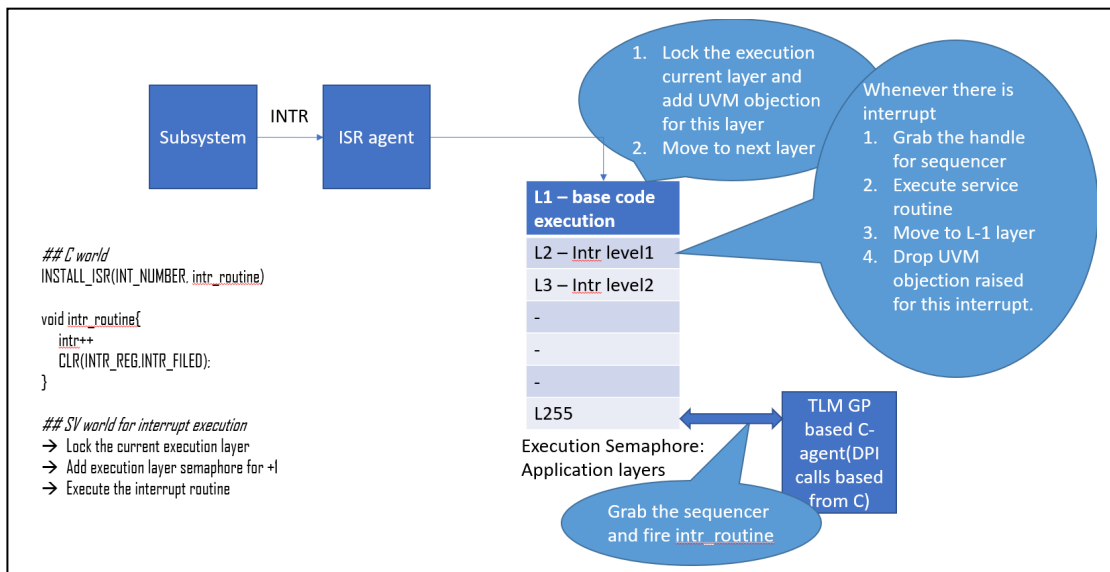 Subsystem
INTR
ISR agent
1. Lock the execution
current layer and
add UVM objection
for this layer
2. Move to next layer
Whenever there is
interrupt
1. Grab the handle
for sequencer
2. Execute service
routine
3. Move to L-1 layer
4. Drop UVM
objection raised
for this interrupt.
L1 – base code
execution
L2 – Intr level1
L3 – Intr level2
-
-
-
L255
Execution Semaphore:
Application layers
TLM GP
based C-
agent(DPI
calls based
from C)
Grab the sequencer
and fire intr_routine
## C world
INSTALL_ISR(INT_NUMBER, intr_routine)
void intr_routine{
intr++
CLR(INTR_REG.INTR_FILED);
}
## SV world for interrupt execution
→ Lock the current execution layer
→ Add execution layer semaphore for +1
→ Execute the interrupt routine